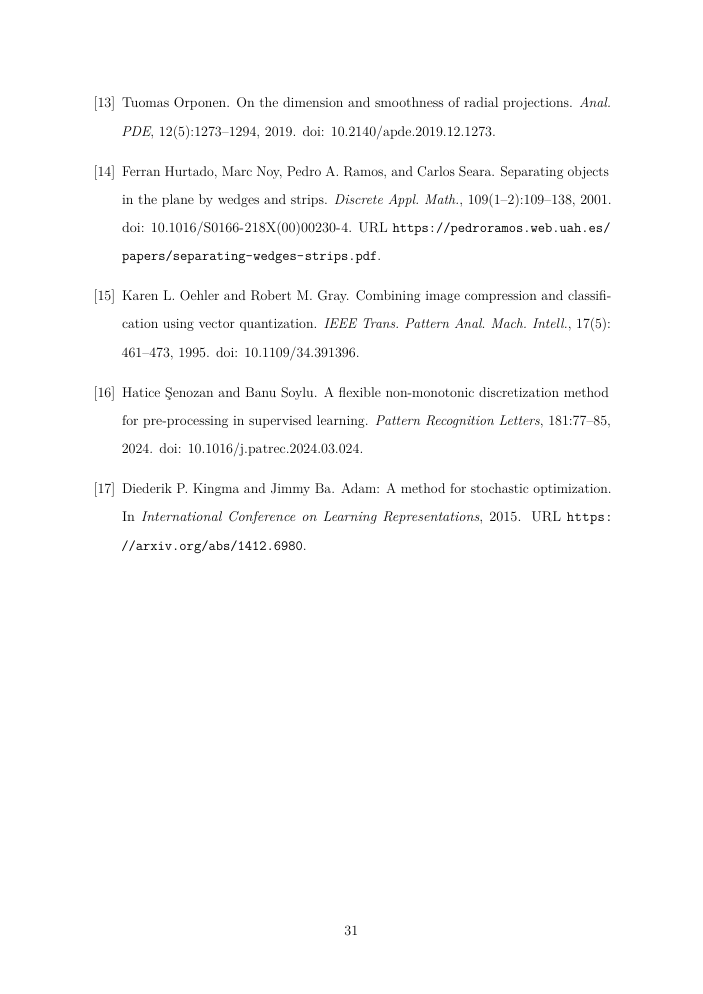 [13] Tuomas Orponen. On the dimension and smoothness of radial projections. Anal.
PDE, 12(5):1273–1294, 2019. doi: 10.2140/apde.2019.12.1273.
[14] Ferran Hurtado, Marc Noy, Pedro A. Ramos, and Carlos Seara. Separating objects
in the plane by wedges and strips. Discrete Appl. Math., 109(1–2):109–138, 2001.
doi: 10.1016/S0166-218X(00)00230-4. URL https://pedroramos.web.uah.es/
papers/separating-wedges-strips.pdf.
[15] Karen L. Oehler and Robert M. Gray. Combining image compression and classifi-
cation using vector quantization. IEEE Trans. Pattern Anal. Mach. Intell., 17(5):
461–473, 1995. doi: 10.1109/34.391396.
[16] Hatice Şenozan and Banu Soylu. A flexible non-monotonic discretization method
for pre-processing in supervised learning. Pattern Recognition Letters, 181:77–85,
2024. doi: 10.1016/j.patrec.2024.03.024.
[17] Diederik P. Kingma and Jimmy Ba. Adam: A method for stochastic optimization.
In International Conference on Learning Representations, 2015. URL https:
//arxiv.org/abs/1412.6980.
31